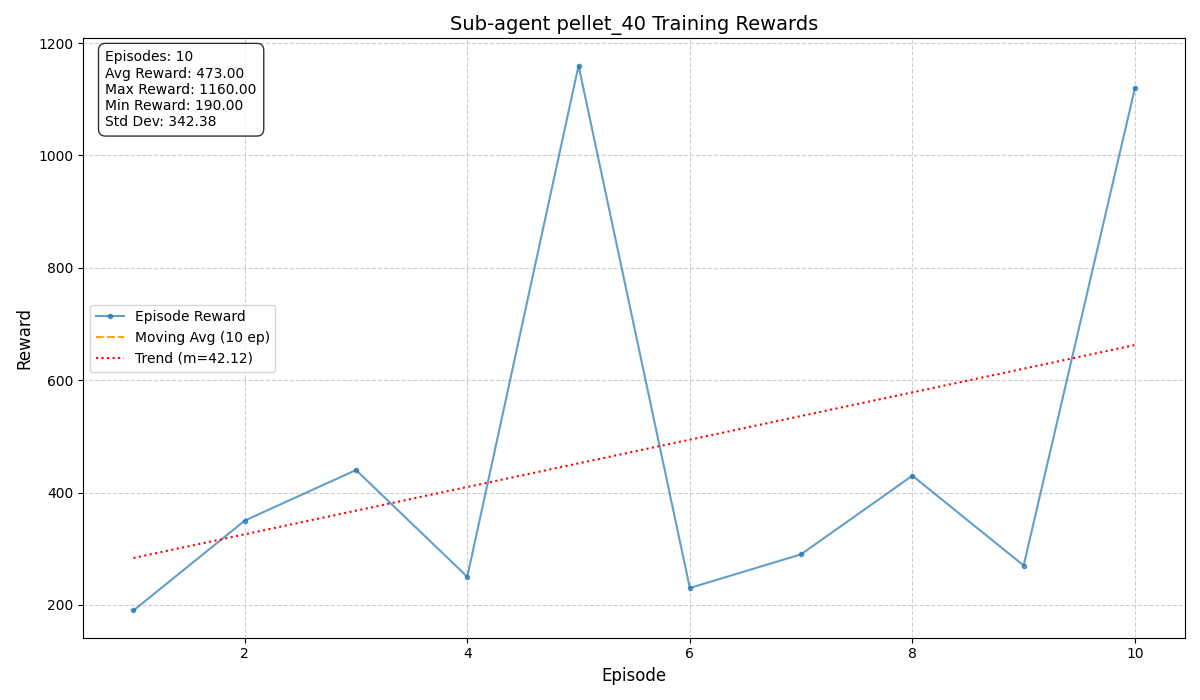 Sub-agent pellet_40 Training Rewards
Episodes: 10
Avg Reward: 473.00
Max Reward: 1160.00
Min Reward: 190.00
Std Dev: 342.38
1200
1000
800
600
400
200
Reward
Episode Reward
Moving Avg (10 ep)
Trend (m=42.12)
2 4 6 8 10
Episode